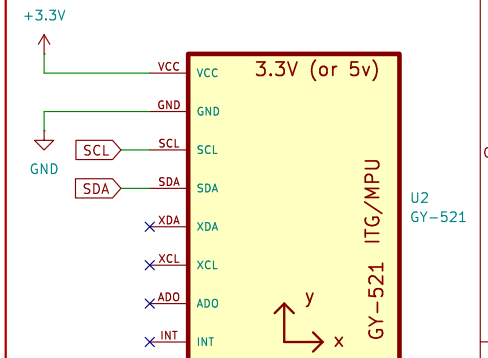 +3.3V
VCC VCC 3.3V (or 5v)
GND GND
GND
SCL SCL SCL
SDA SDA SDA
XDA XDA
XCL XCL
ADO ADO
INT INT
ITG/MPU
GY-521
y
x
U2
GY-521